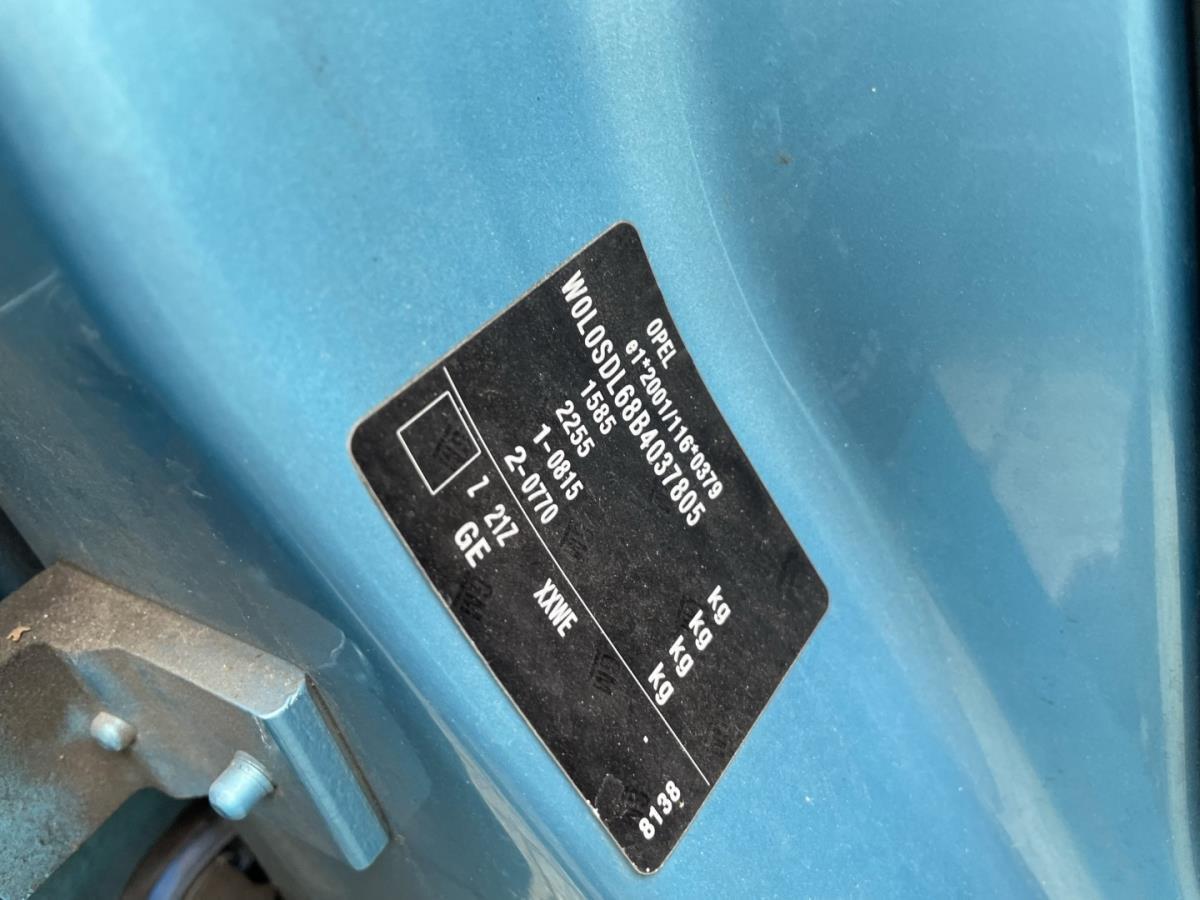 OPEL
e1*2001/116*0379
W0L0SDL68B4037805
1585 kg
2255 kg
1-0815 kg
2-0770 kg
Z 21Z XXWE 8138
GE